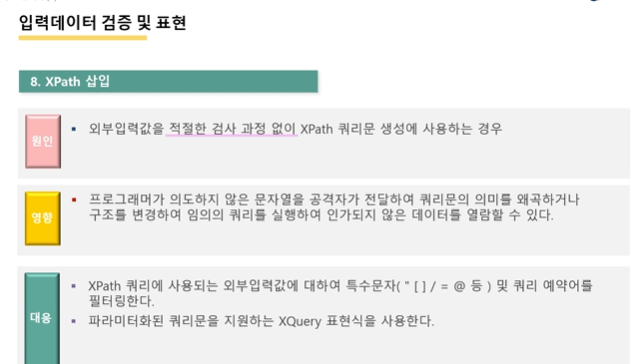 입력데이터 검증 및 표현
8. XPath 삽입
원인
▪ 외부입력값을 적절한 검사 과정 없이 XPath 쿼리문 생성에 사용하는 경우
영향
▪ 프로그래머가 의도하지 않은 문자열을 공격자가 전달하여 쿼리문의 의미를 왜곡하거나
구조를 변경하여 임의의 쿼리를 실행하여 인가되지 않은 데이터를 열람할 수 있다.
대응
▪ XPath 쿼리에 사용되는 외부입력값에 대하여 특수문자( " [ ] / = @ 등 ) 및 쿼리 예약어를
필터링한다.
▪ 파라미터화된 쿼리문을 지원하는 XQuery 표현식을 사용한다.